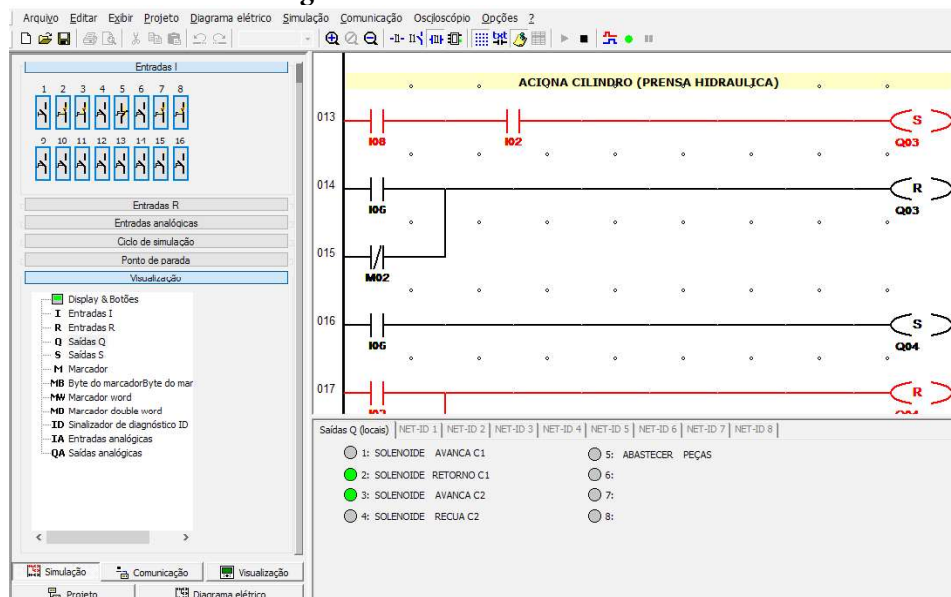 Arquivo Editar Exibir Projeto Diagrama elétrico Simulação Comunicação Osciloscópio Opções ?
Entradas I
1 2 3 4 5 6 7 8
9 10 11 12 13 14 15 16
Entradas R
Entradas analógicas
Ciclo de simulação
Ponto de parada
Visualização
Display & Botões
I Entradas I
R Entradas R
Q Saídas Q
S Saídas S
M Marcador
MB Byte do marcadorByte do mar
MW Marcador word
MD Marcador double word
ID Sinalizador de diagnóstico ID
IA Entradas analógicas
QA Saídas analógicas
Simulação Comunicação Visualização
Projeto Diagrama elétrico
ACIONA CILINDRO (PRENSA HIDRAULICA)
013
I08 I02 S Q03
014
I06 R Q03
015
M02
016
I06 S Q04
017
R
Saídas Q (locais) NET-ID 1 NET-ID 2 NET-ID 3 NET-ID 4 NET-ID 5 NET-ID 6 NET-ID 7 NET-ID 8
1: SOLENOIDE AVANCA C1
2: SOLENOIDE RETORNO C1
3: SOLENOIDE AVANCA C2
4: SOLENOIDE RECUA C2
5: ABASTECER PEÇAS
6:
7:
8: